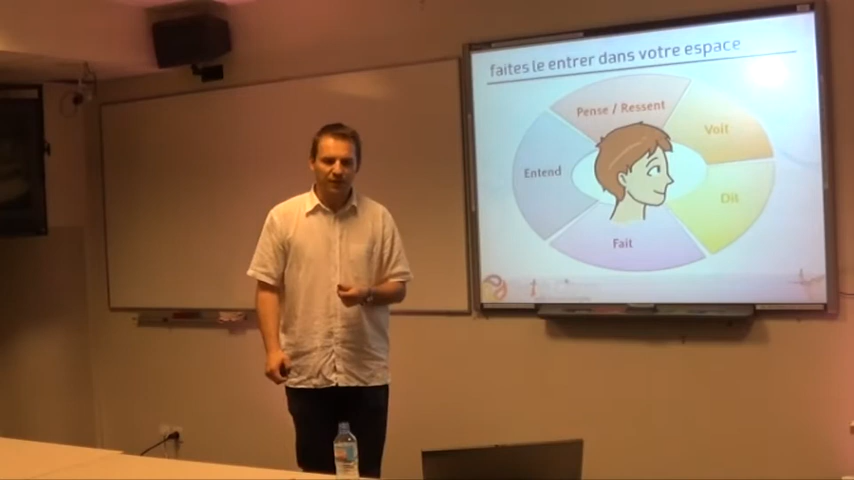 faites le entrer dans votre espace
Pense / Ressent
Voit
Entend
Dit
Fait